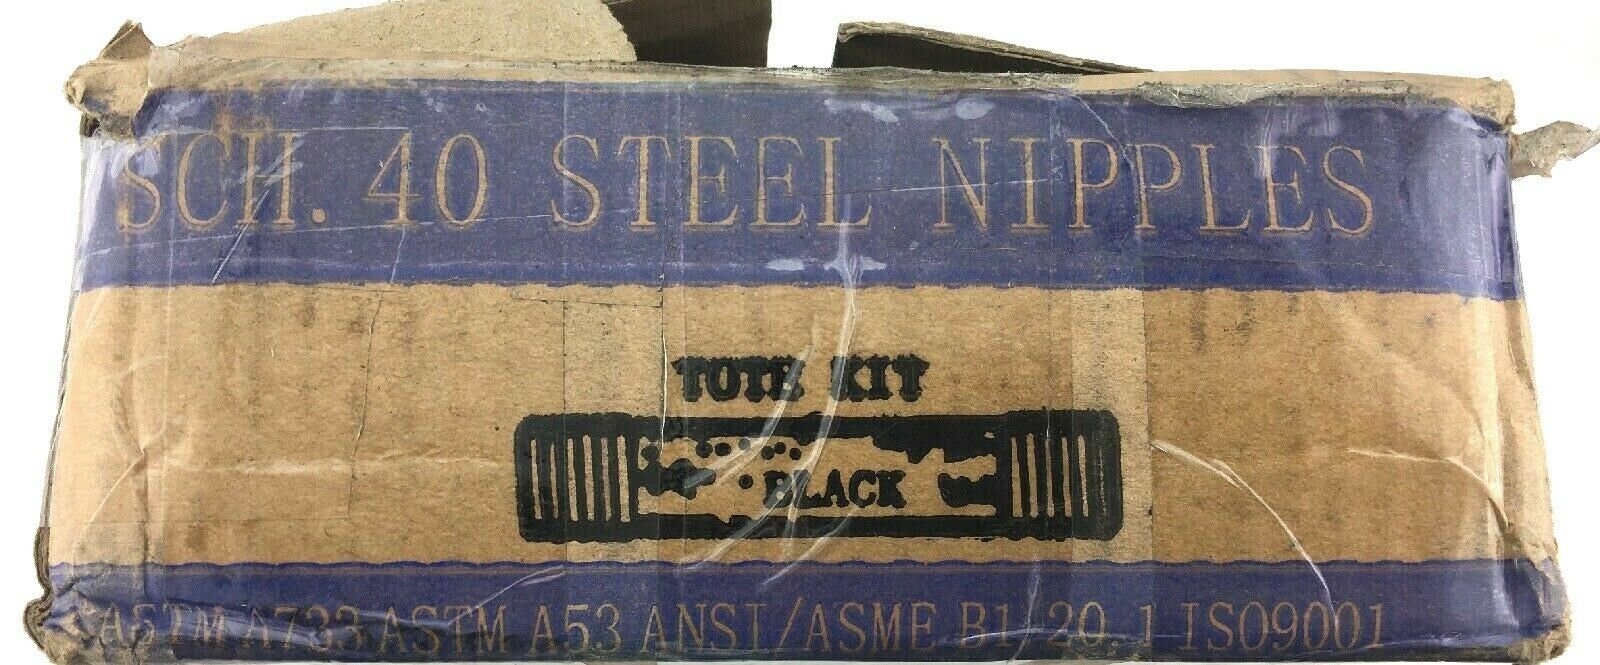 SCH. 40 STEEL NIPPLES
TOTE KIT
BLACK
ASTM A733 ASTM A53 ANSI/ASME B1.20.1 ISO9001